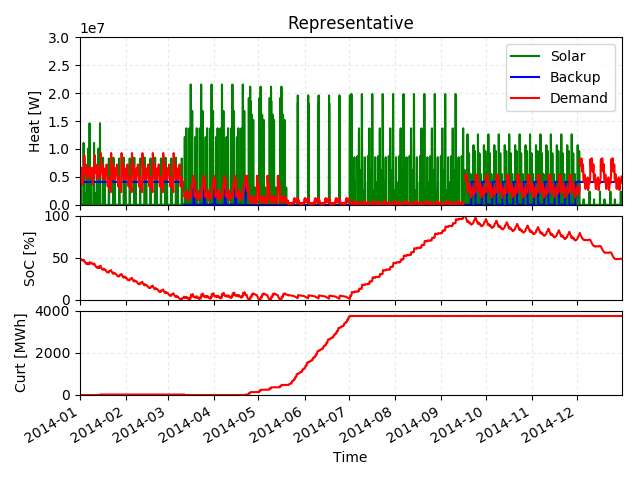 Representative
1e7
3.0
2.5
2.0
1.5
1.0
0.5
0.0
Heat [W]
Solar
Backup
Demand
100
50
0
SoC [%]
4000
2000
0
Curt [MWh]
2014-01
2014-02
2014-03
2014-04
2014-05
2014-06
2014-07
2014-08
2014-09
2014-10
2014-11
2014-12
Time